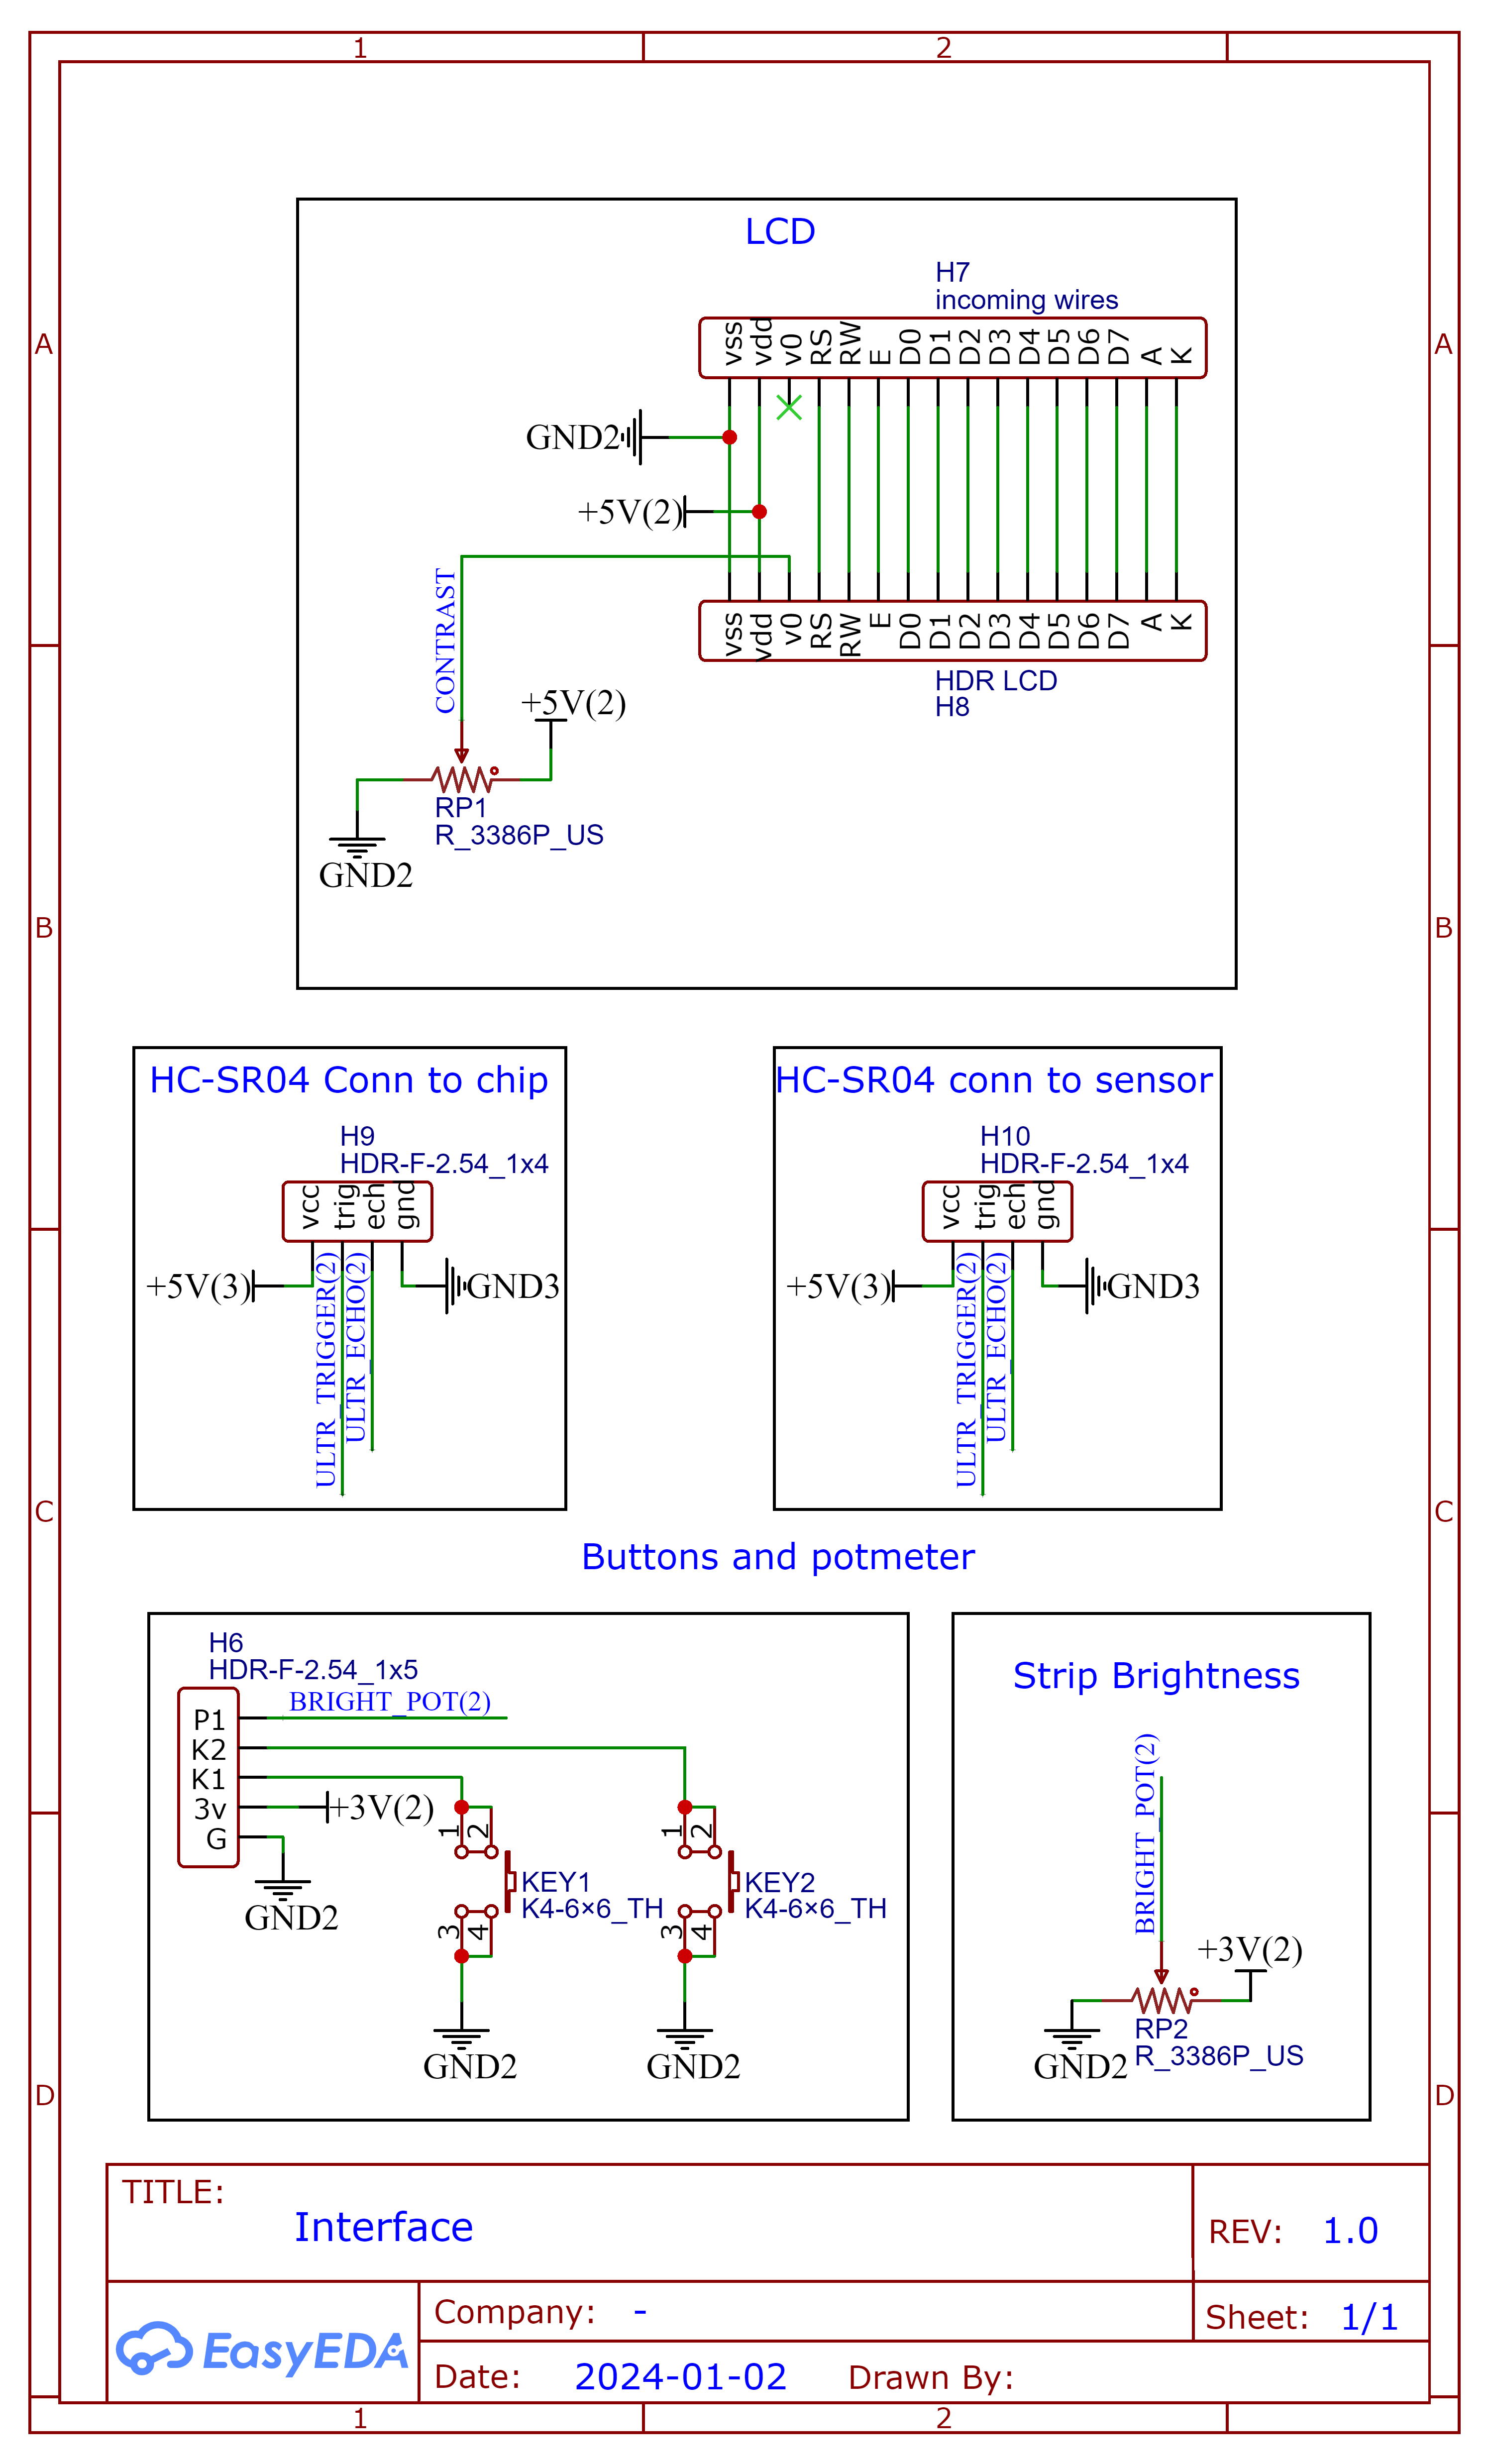 1 2
LCD
H7
incoming wires
vss vdd v0 RS RW E D0 D1 D2 D3 D4 D5 D6 D7 A K
A A
GND2
+5V(2)
CONTRAST
vss vdd v0 RS RW E D0 D1 D2 D3 D4 D5 D6 D7 A K
HDR LCD
H8
+5V(2)
RP1
R_3386P_US
GND2
B B
HC-SR04 Conn to chip
H9
HDR-F-2.54_1x4
vcc trig ech gnd
+5V(3)
GND3
ULTR_TRIGGER(2)
ULTR_ECHO(2)
HC-SR04 conn to sensor
H10
HDR-F-2.54_1x4
vcc trig ech gnd
+5V(3)
GND3
ULTR_TRIGGER(2)
ULTR_ECHO(2)
C C
Buttons and potmeter
H6
HDR-F-2.54_1x5
BRIGHT_POT(2)
P1
K2
K1
3v
G
+3V(2)
GND2
1 2
KEY1
K4-6×6_TH
3 4
GND2
1 2
KEY2
K4-6×6_TH
3 4
GND2
Strip Brightness
BRIGHT_POT(2)
+3V(2)
RP2
R_3386P_US
GND2
D D
TITLE:
Interface
REV: 1.0
EasyEDA
Company: -
Sheet: 1/1
Date: 2024-01-02 Drawn By:
1 2